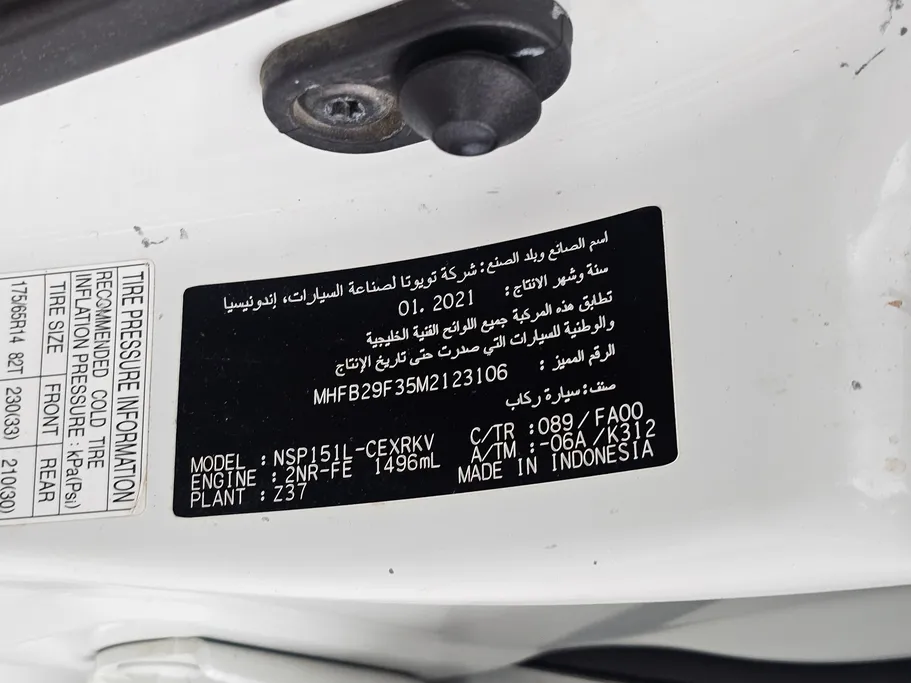 اسم الصانع وبلد الصنع: شركة تويوتا لصناعة السيارات، إندونيسيا
سنة وشهر الانتاج: 01. 2021
تطابق هذه المركبة جميع اللوائح الفنية الخليجية
والوطنية للسيارات التي صدرت حتى تاريخ الإنتاج
الرقم المميز: MHFB29F35M2123106
صنف: سيارة ركاب
MODEL : NSP151L-CEXRKV C/TR :089/FA00
ENGINE : 2NR-FE 1496mL A/TM :-06A/K312
PLANT : Z37 MADE IN INDONESIA
TIRE PRESSURE INFORMATION
RECOMMENDED COLD TIRE
INFLATION PRESSURE : kPa(Psi)
TIRE SIZE FRONT REAR
175/65R14 82T 230(33) 210(30)